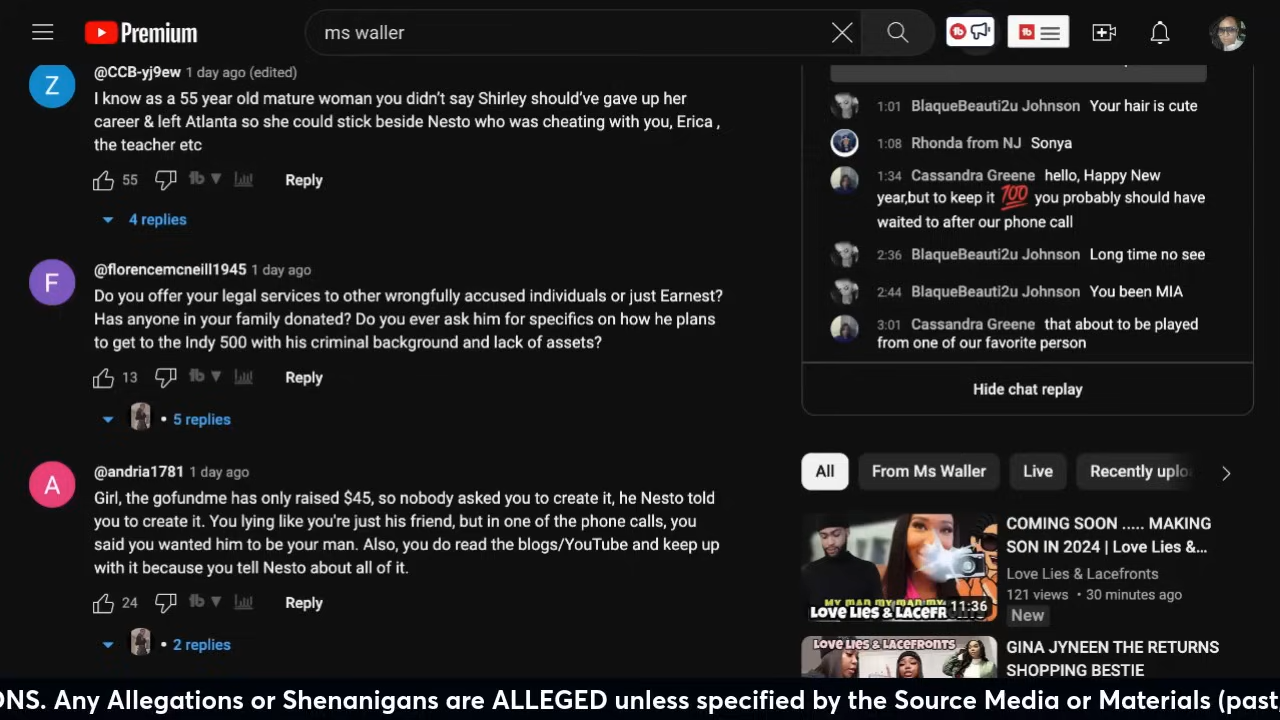 Premium
ms waller
@CCB-yj9ew 1 day ago (edited)
I know as a 55 year old mature woman you didn't say Shirley should've gave up her
career & left Atlanta so she could stick beside Nesto who was cheating with you, Erica ,
the teacher etc
55 Reply
4 replies
@florencemcneill1945 1 day ago
Do you offer your legal services to other wrongfully accused individuals or just Earnest?
Has anyone in your family donated? Do you ever ask him for specifics on how he plans
to get to the Indy 500 with his criminal background and lack of assets?
13 Reply
• 5 replies
@andria1781 1 day ago
Girl, the gofundme has only raised $45, so nobody asked you to create it, he Nesto told
you to create it. You lying like you're just his friend, but in one of the phone calls, you
said you wanted him to be your man. Also, you do read the blogs/YouTube and keep up
with it because you tell Nesto about all of it.
24 Reply
• 2 replies
1:01 BlaqueBeauti2u Johnson Your hair is cute
1:08 Rhonda from NJ Sonya
1:34 Cassandra Greene hello, Happy New
year,but to keep it 💯 you probably should have
waited to after our phone call
2:36 BlaqueBeauti2u Johnson Long time no see
2:44 BlaqueBeauti2u Johnson You been MIA
3:01 Cassandra Greene that about to be played
from one of our favorite person
Hide chat replay
All From Ms Waller Live Recently uplo
COMING SOON ..... MAKING
SON IN 2024 | Love Lies &...
Love Lies & Lacefronts
121 views • 30 minutes ago
New
MY MAN MY MAN MY
LOVE LIES & LACEFR
11:36
LOVE LIES & LACEFRONTS
GINA JYNEEN THE RETURNS
SHOPPING BESTIE
ONS. Any Allegations or Shenanigans are ALLEGED unless specified by the Source Media or Materials (past,